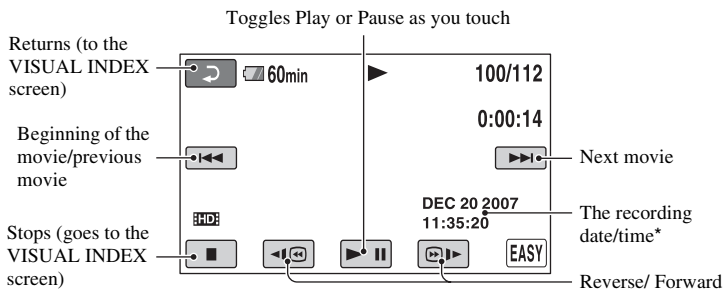 Toggles Play or Pause as you touch
Returns (to the
VISUAL INDEX
screen)
60min
100/112
0:00:14
Beginning of the
movie/previous
movie
Next movie
HD
DEC 20 2007
11:35:20
The recording
date/time*
Stops (goes to the
VISUAL INDEX
screen)
EASY
Reverse/ Forward